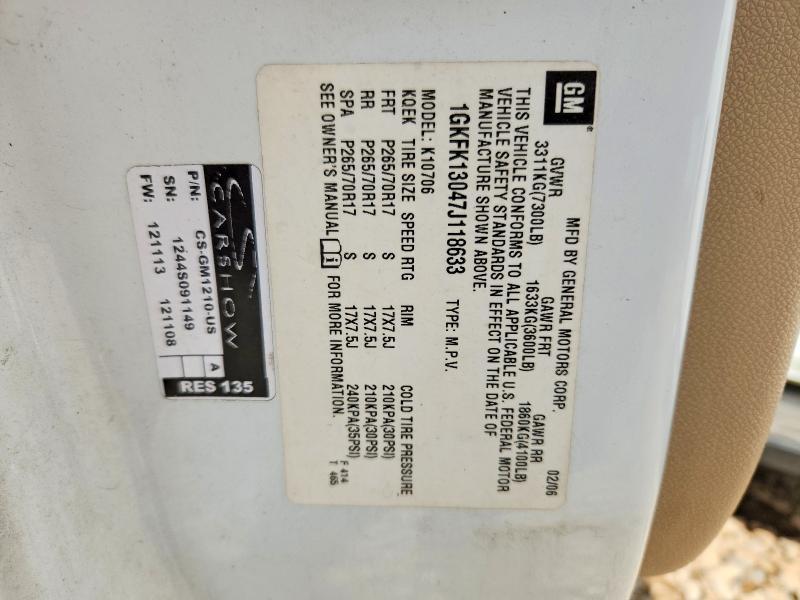 GM
MFD BY GENERAL MOTORS CORP. 02/06
GVWR GAWR FRT GAWR RR
3311KG(7300LB) 1633KG(3600LB) 1860KG(4100LB)
THIS VEHICLE CONFORMS TO ALL APPLICABLE U.S. FEDERAL MOTOR
VEHICLE SAFETY STANDARDS IN EFFECT ON THE DATE OF
MANUFACTURE SHOWN ABOVE.
1GKFK13047J118633 TYPE: M.P.V.
MODEL: K10706
KQEK TIRE SIZE SPEED RTG RIM COLD TIRE PRESSURE
FRT P265/70R17 S 17X7.5J 210KPA(30PSI)
RR P265/70R17 S 17X7.5J 210KPA(30PSI)
SPA P265/70R17 S 17X7.5J 240KPA(35PSI)
SEE OWNER'S MANUAL i FOR MORE INFORMATION.
F 414
T 465
CARSHOW
P/N: CS-GM1210-US A
SN: 1244S091149
FW: 121113 121108
RES 135